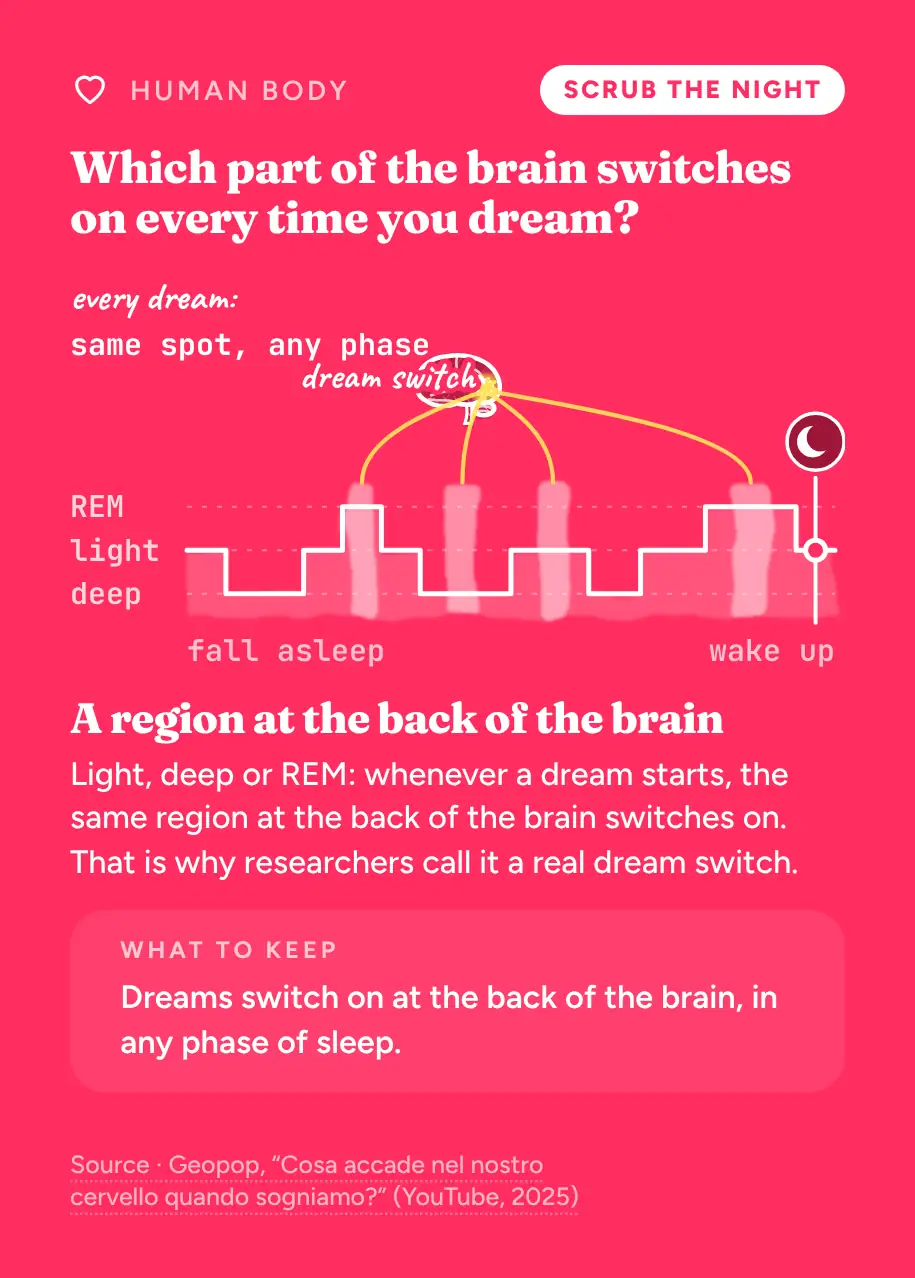 HUMAN BODY
SCRUB THE NIGHT
Which part of the brain switches
on every time you dream?
every dream:
same spot, any phase
dream switch
REM
light
deep
fall asleep
wake up
A region at the back of the brain
Light, deep or REM: whenever a dream starts, the
same region at the back of the brain switches on.
That is why researchers call it a real dream switch.
WHAT TO KEEP
Dreams switch on at the back of the brain, in
any phase of sleep.
Source · Geopop, “Cosa accade nel nostro
cervello quando sogniamo?” (YouTube, 2025)